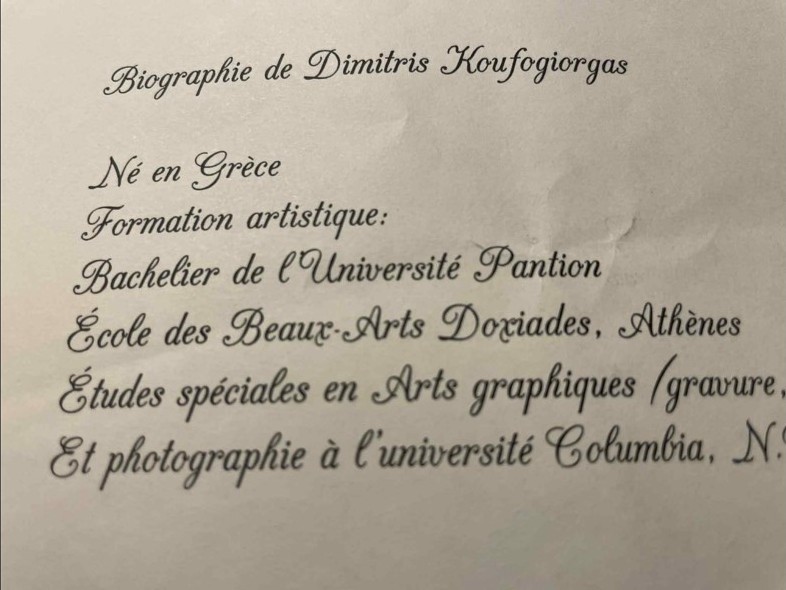 Biographie de Dimitris Koufogiorgas
Né en Grèce
Formation artistique:
Bachelier de l'Université Pantion
École des Beaux-Arts Doxiades, Athènes
Études spéciales en Arts graphiques (gravure,
Et photographie à l'université Columbia, N.